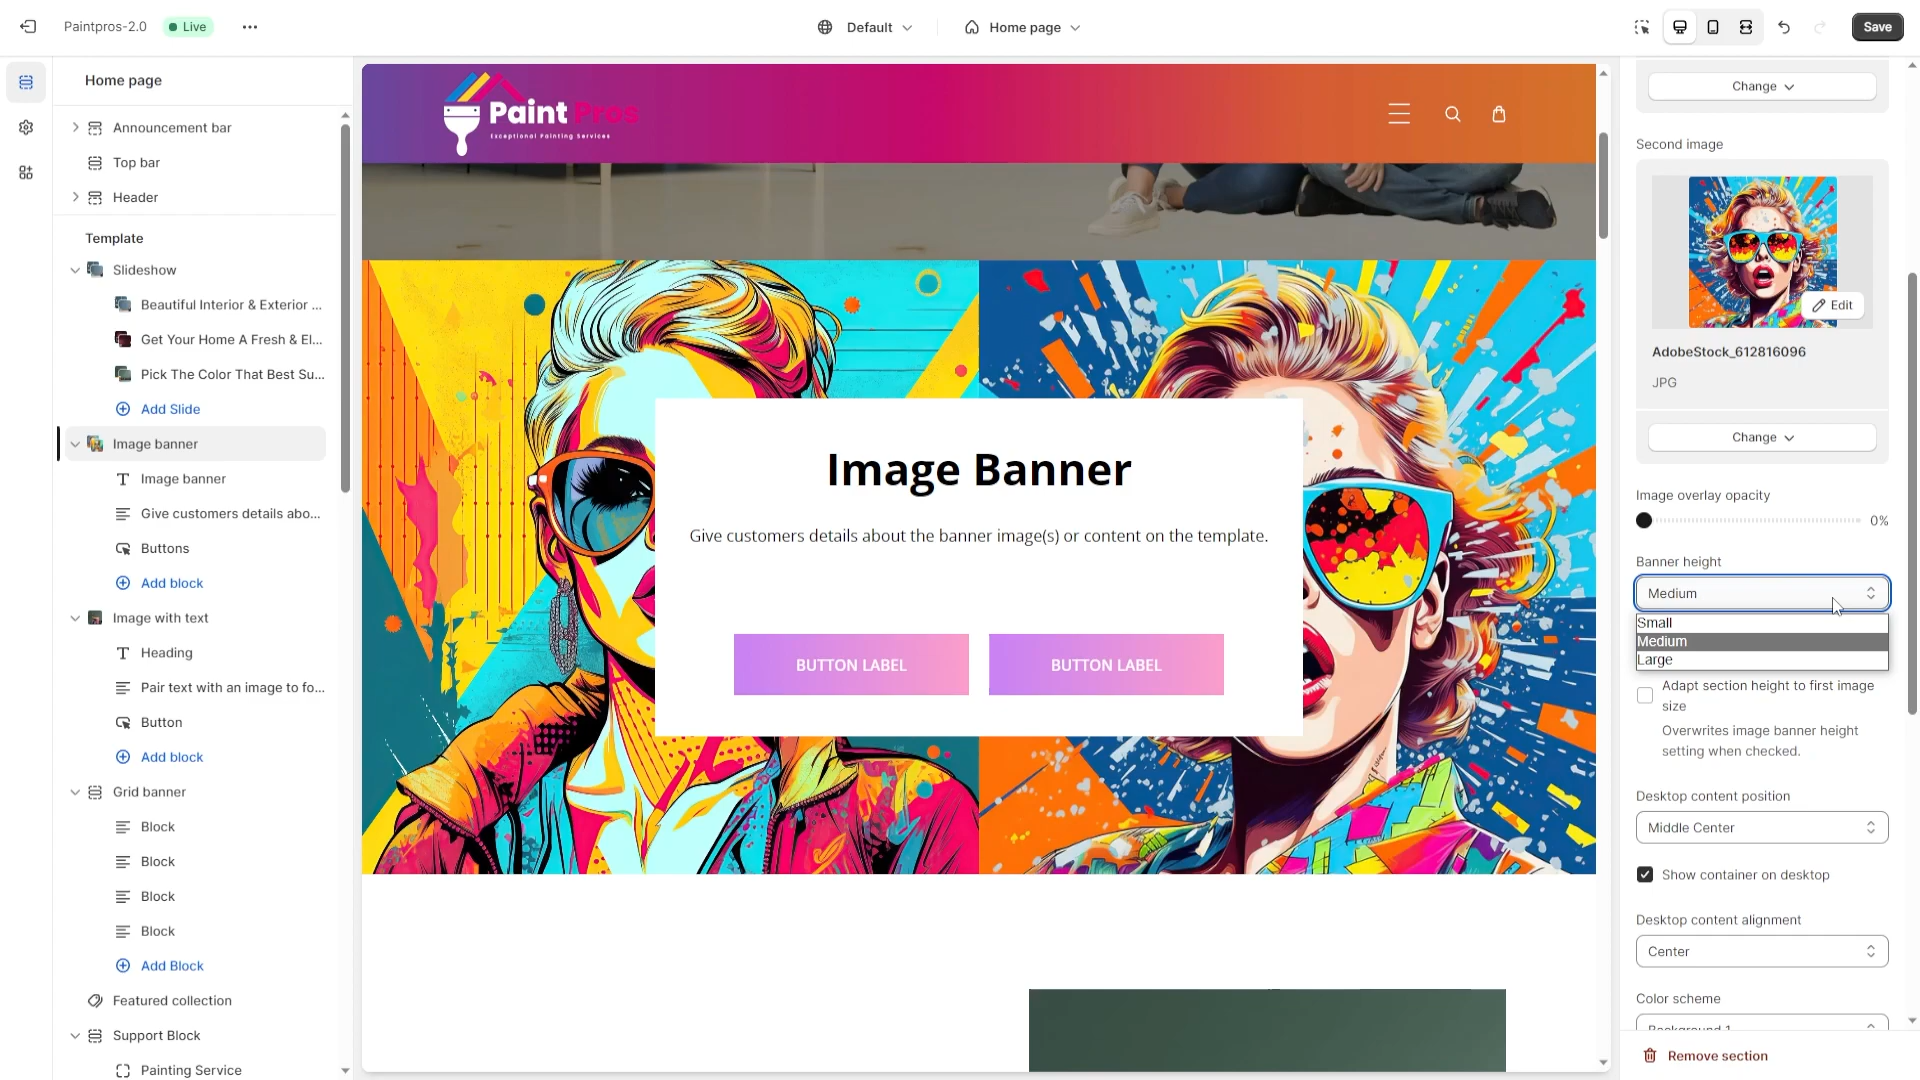 Paintpros-2.0
Live
Default
Home page
Save
Home page
Announcement bar
Top bar
Header
Template
Slideshow
Beautiful Interior & Exterior ...
Get Your Home A Fresh & El...
Pick The Color That Best Su...
Add Slide
Image banner
Image banner
Give customers details abo...
Buttons
Add block
Image with text
Heading
Pair text with an image to fo...
Button
Add block
Grid banner
Block
Block
Block
Block
Add Block
Featured collection
Support Block
Painting Service
Paint Pros
Exceptional Painting Services
Image Banner
Give customers details about the banner image(s) or content on the template.
BUTTON LABEL
BUTTON LABEL
Change
Second image
Edit
AdobeStock_612816096
JPG
Change
Image overlay opacity
0%
Banner height
Medium
Small
Medium
Large
Adapt section height to first image
size
Overwrites image banner height
setting when checked.
Desktop content position
Middle Center
Show container on desktop
Desktop content alignment
Center
Color scheme
Background 1
Remove section